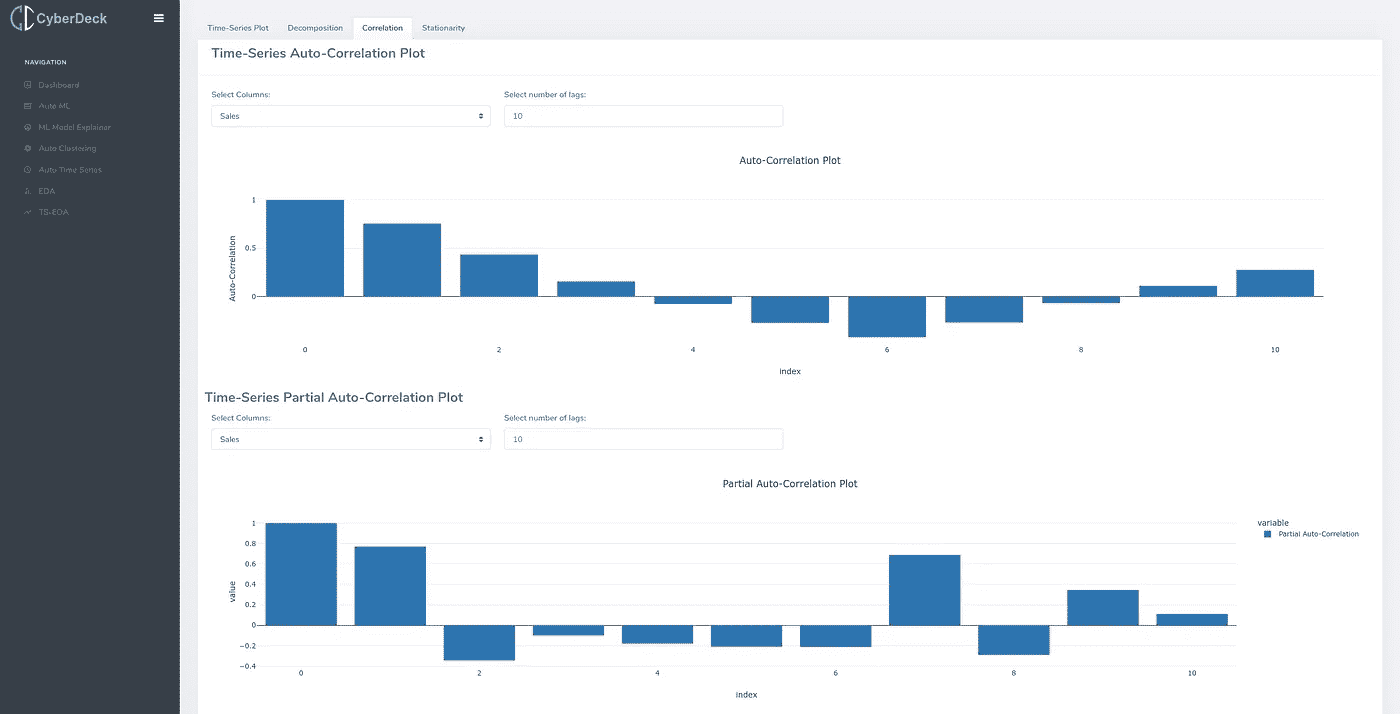 CyberDeck
NAVIGATION
Dashboard
Auto ML
ML Model Explainer
Auto Clustering
Auto Time Series
EDA
TS-EDA
Time-Series Plot Decomposition Correlation Stationarity
Time-Series Auto-Correlation Plot
Select Columns: Select number of lags:
Sales 10
Auto-Correlation Plot
1
0.5
0
Auto-Correlation
0 2 4 6 8 10
index
Time-Series Partial Auto-Correlation Plot
Select Columns: Select number of lags:
Sales 10
Partial Auto-Correlation Plot
variable
Partial Auto-Correlation
1
0.8
0.6
0.4
0.2
0
−0.2
−0.4
value
0 2 4 6 8 10
index